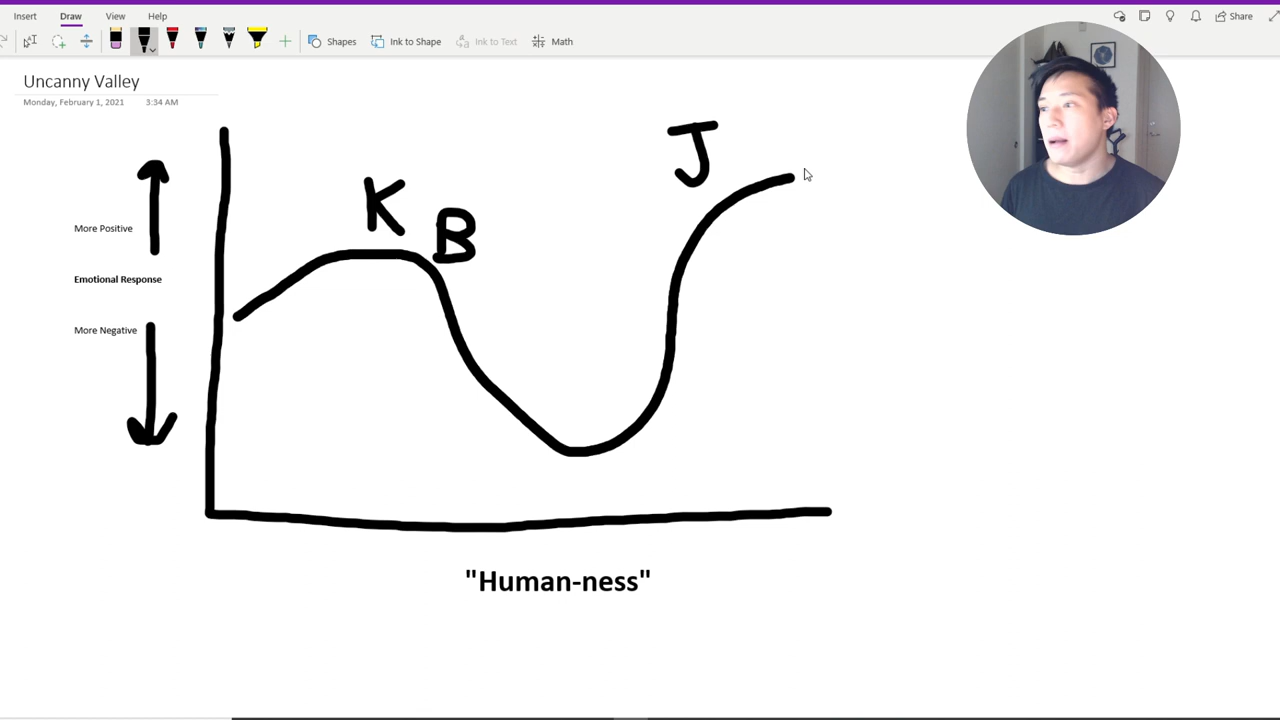 Insert Draw View Help Share
Shapes Ink to Shape Ink to Text Math
Uncanny Valley
Monday, February 1, 2021 3:34 AM
J
K
B
More Positive
Emotional Response
More Negative
"Human-ness"